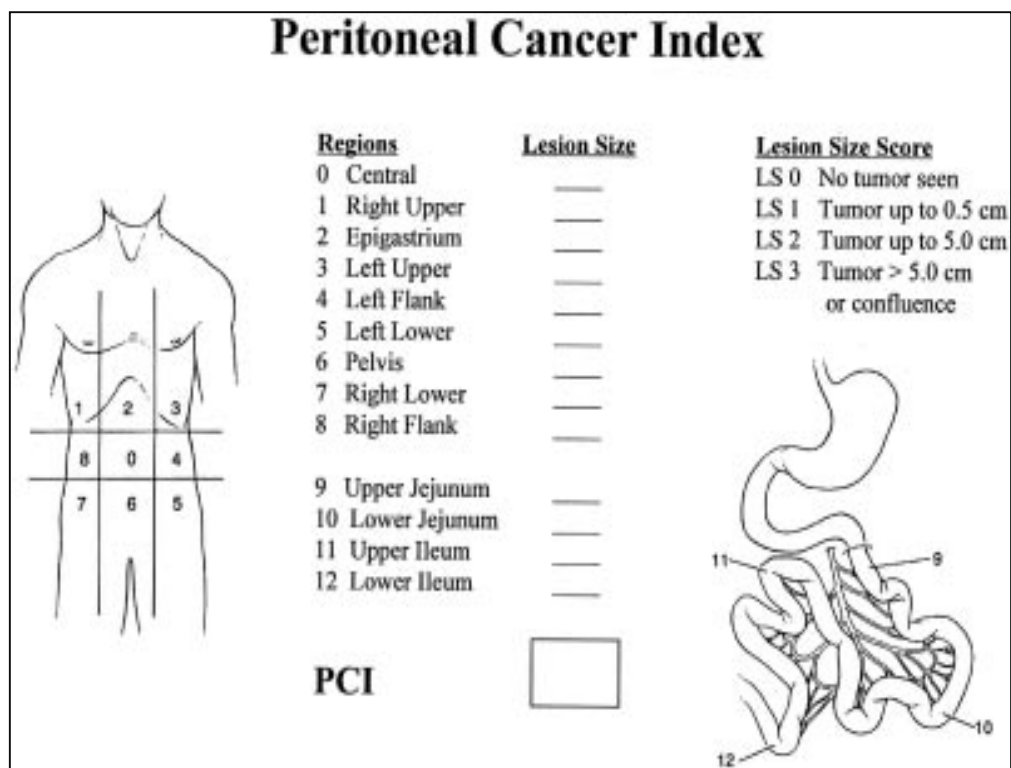 Peritoneal Cancer Index
Regions
0 Central
1 Right Upper
2 Epigastrium
3 Left Upper
4 Left Flank
5 Left Lower
6 Pelvis
7 Right Lower
8 Right Flank
9 Upper Jejunum
10 Lower Jejunum
11 Upper Ileum
12 Lower Ileum
PCI
Lesion Size
Lesion Size Score
LS 0 No tumor seen
LS 1 Tumor up to 0.5 cm
LS 2 Tumor up to 5.0 cm
LS 3 Tumor > 5.0 cm
or confluence
1 2 3
8 0 4
7 6 5
11 9
12 10